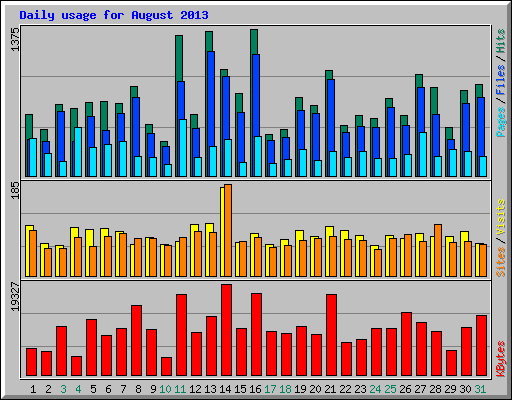 Daily usage for August 2013
1375
Pages / Files / Hits
185
Sites / Visits
19327
KBytes
1 2 3 4 5 6 7 8 9 10 11 12 13 14 15 16 17 18 19 20 21 22 23 24 25 26 27 28 29 30 31